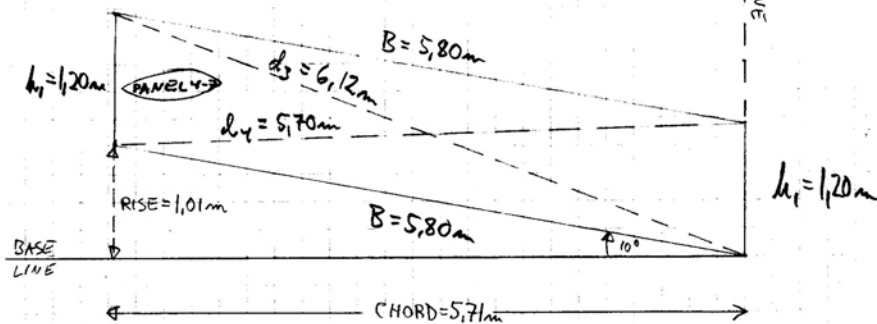 B = 5,80m
h₁ = 1,20m
PANEL 4-3
d₃ = 6,12m
d₄ = 5,70m
h₁ = 1,20m
RISE = 1,01m
B = 5,80m
10°
BASE
LINE
CHORD = 5,71m